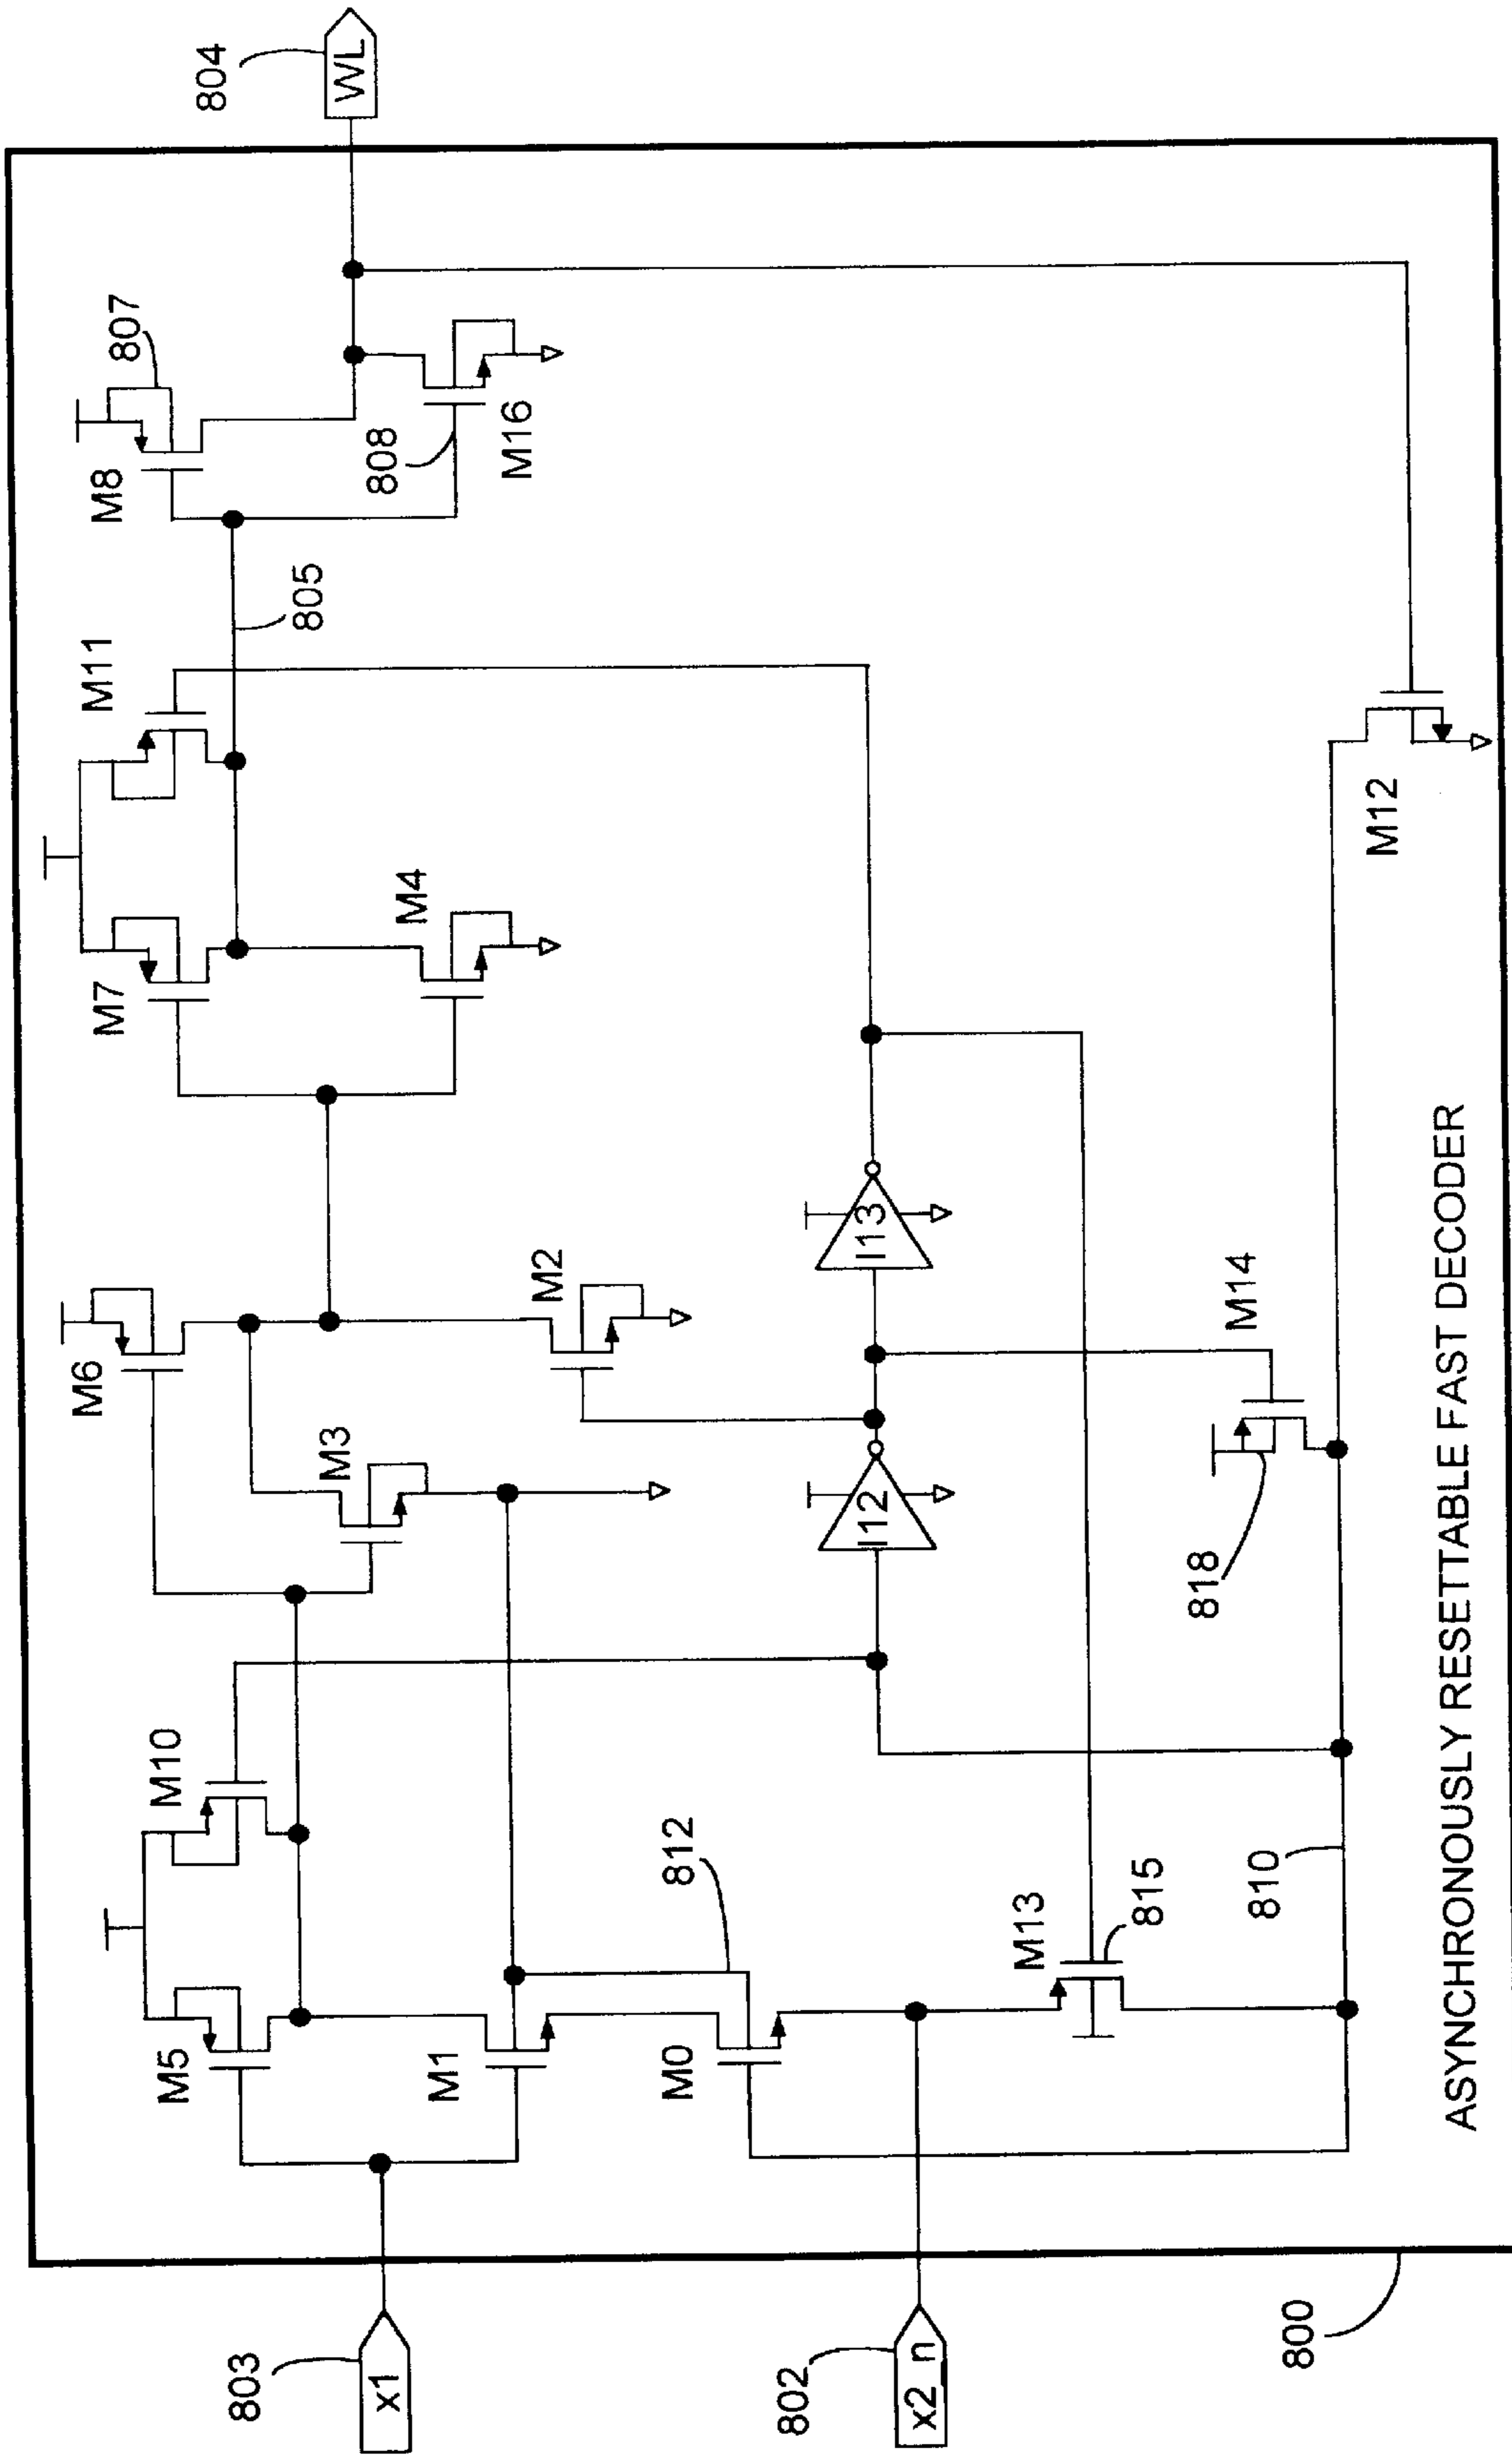 803
x1
802
x2_n
800
M5
M10
M1
M0
812
M13
815
810
M6
M3
M2
I12
I13
M14
818
M7
M4
M11
805
M8
807
808
M16
M12
804
WL
ASYNCHRONOUSLY RESETTABLE FAST DECODER